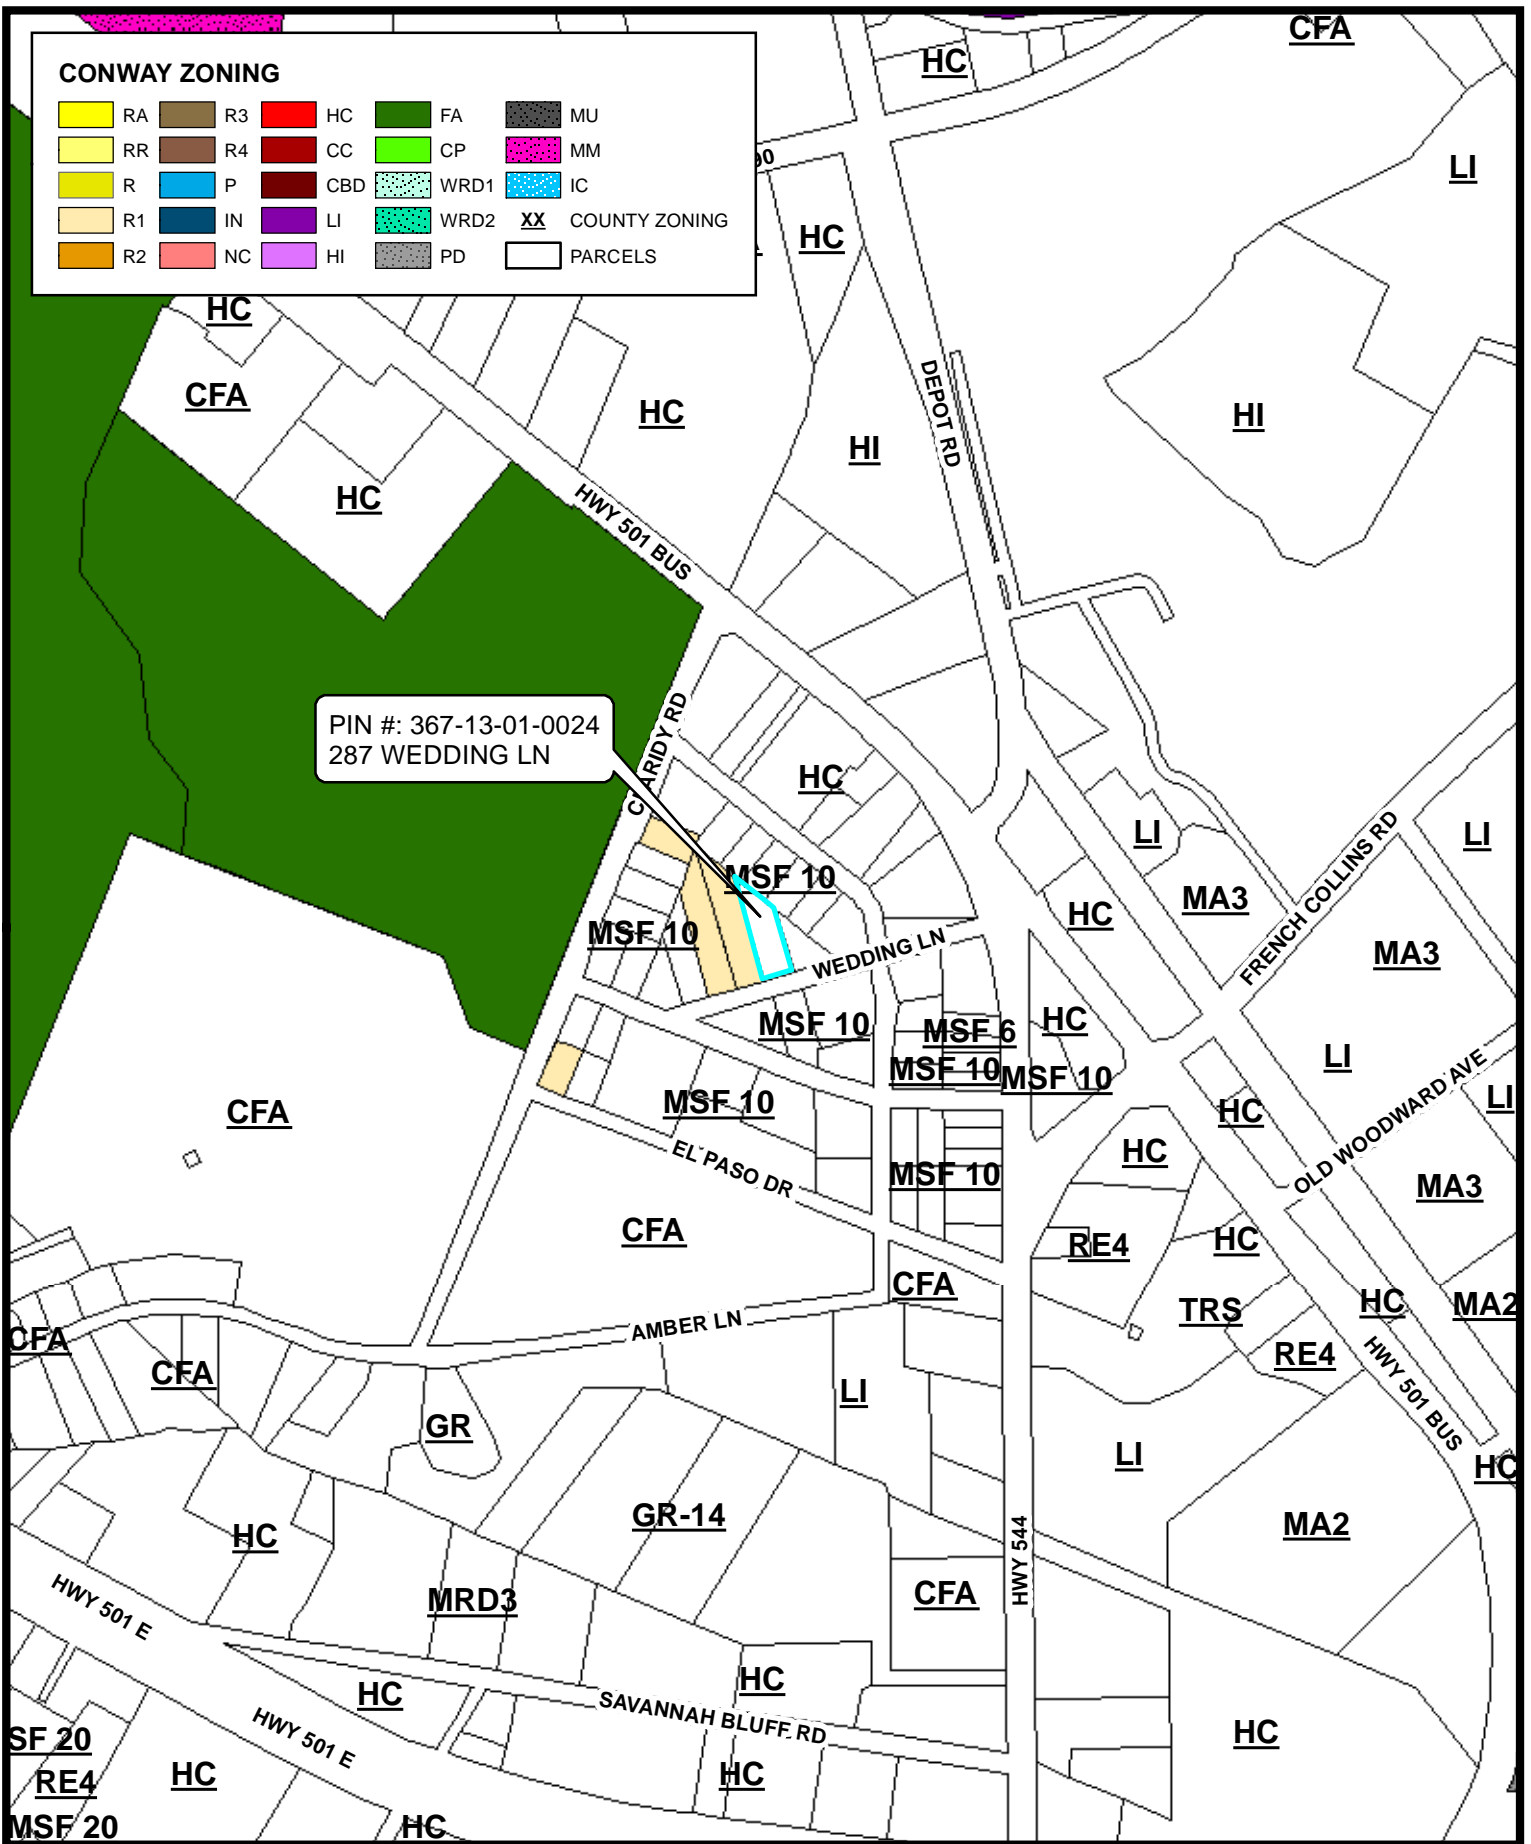 CONWAY ZONING
RA R3 HC FA MU
RR R4 CC CP MM
R P CBD WRD1 IC
R1 IN LI WRD2 XX COUNTY ZONING
R2 NC HI PD PARCELS
CFA
HC
90
LI
HC
HC
CFA
HC
HI
HI
DEPOT RD
HC
HWY 501 BUS
PIN #: 367-13-01-0024
287 WEDDING LN
HC
LI
LI
FRENCH COLLINS RD
MSF 10
MA3
HC
MSF 10
WEDDING LN
MA3
MSF 10
MSF 6
HC
LI
MSF 10
MSF 10
MSF 10
CFA
HC
LI
OLD WOODWARD AVE
HC
EL PASO DR
MSF 10
MA3
CFA
RE4
HC
CFA
TRS
HC
MA2
AMBER LN
CFA
CFA
RE4
HWY 501 BUS
LI
GR
LI
HC
GR-14
MA2
HC
HWY 544
MRD3
CFA
HWY 501 E
HC
HC
SAVANNAH BLUFF RD
HC
HWY 501 E
SF 20
RE4
HC
HC
MSF 20
HC